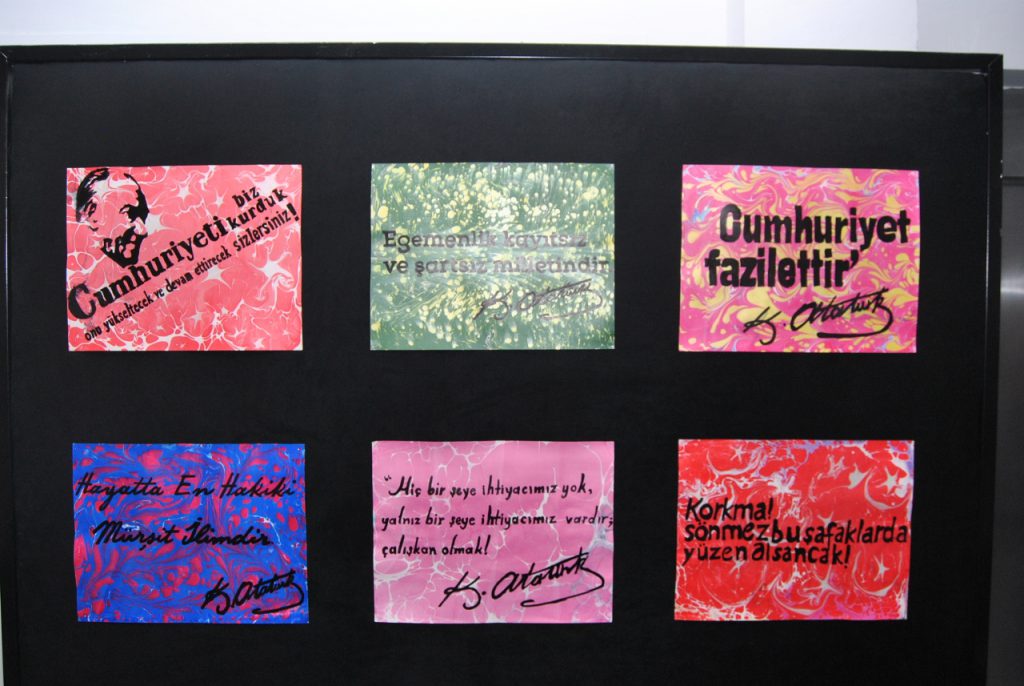 biz
Cumhuriyeti kurduk
onu yükseltecek ve devam ettirecek sizlersiniz!
Egemenlik kayıtsız
ve şartsız milletindir
K. Atatürk
Cumhuriyet
fazilettir'
K. Atatürk
Hayatta En Hakiki
Mürşit İlimdir
K. Atatürk
"Hiç bir şeye ihtiyacımız yok,
yalnız bir şeye ihtiyacımız vardır;
çalışkan olmak!
K. Atatürk
Korkma!
sönmez bu şafaklarda
yüzen alsancak!